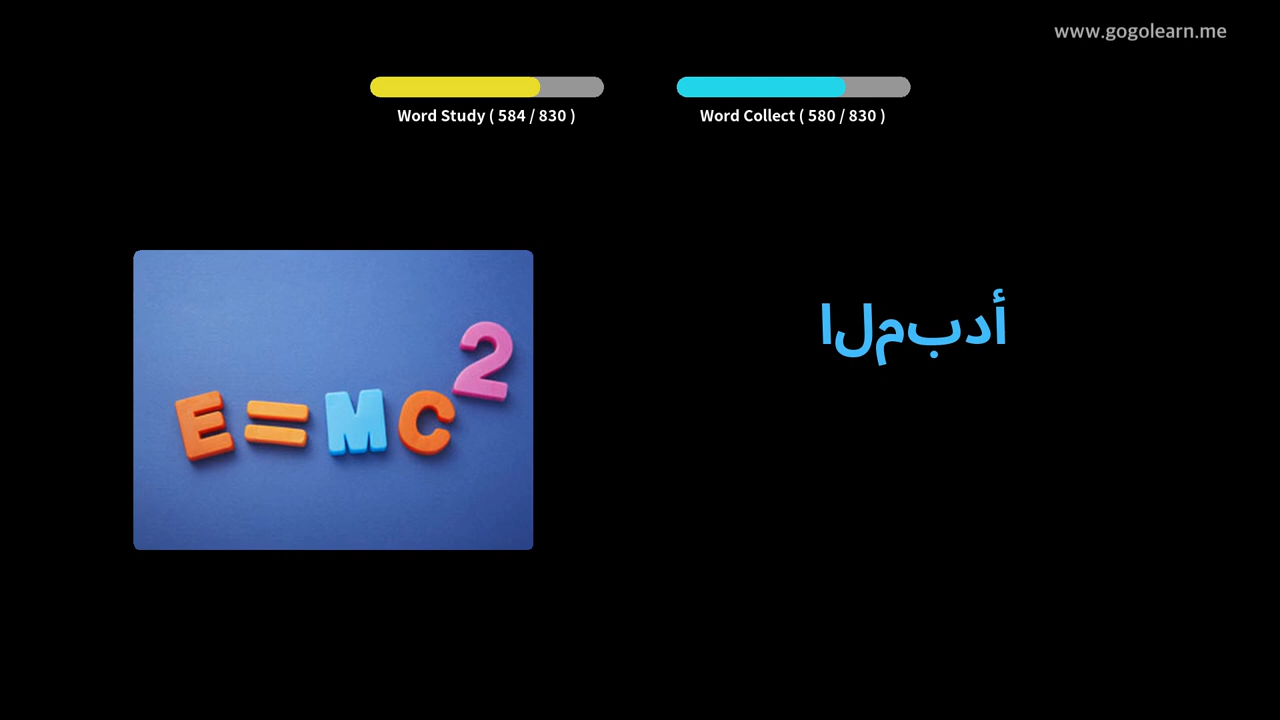 www.gogolearn.me
Word Study ( 584 / 830 )
Word Collect ( 580 / 830 )
E=MC2
المبدأ